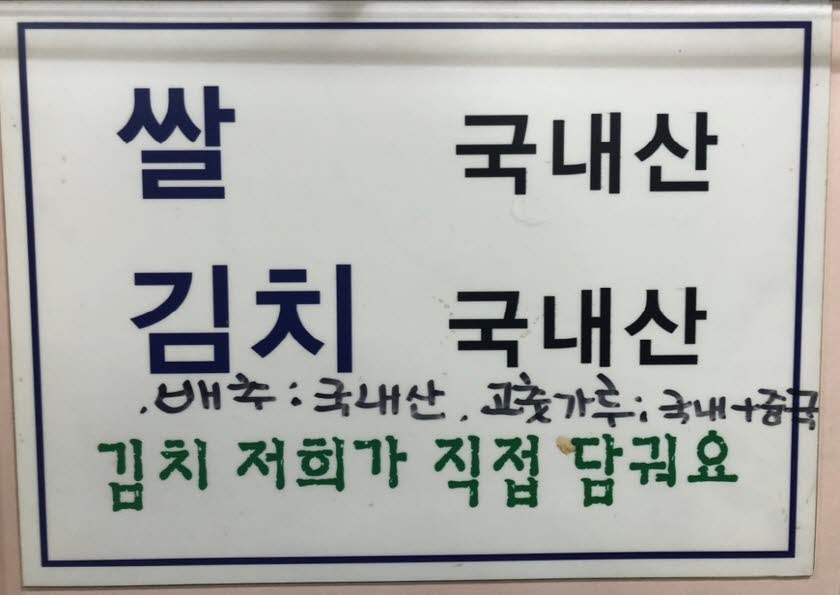 쌀 국내산
김치 국내산
. 배추 : 국내산 . 고춧가루 : 국내+중국
김치 저희가 직접 담궈요